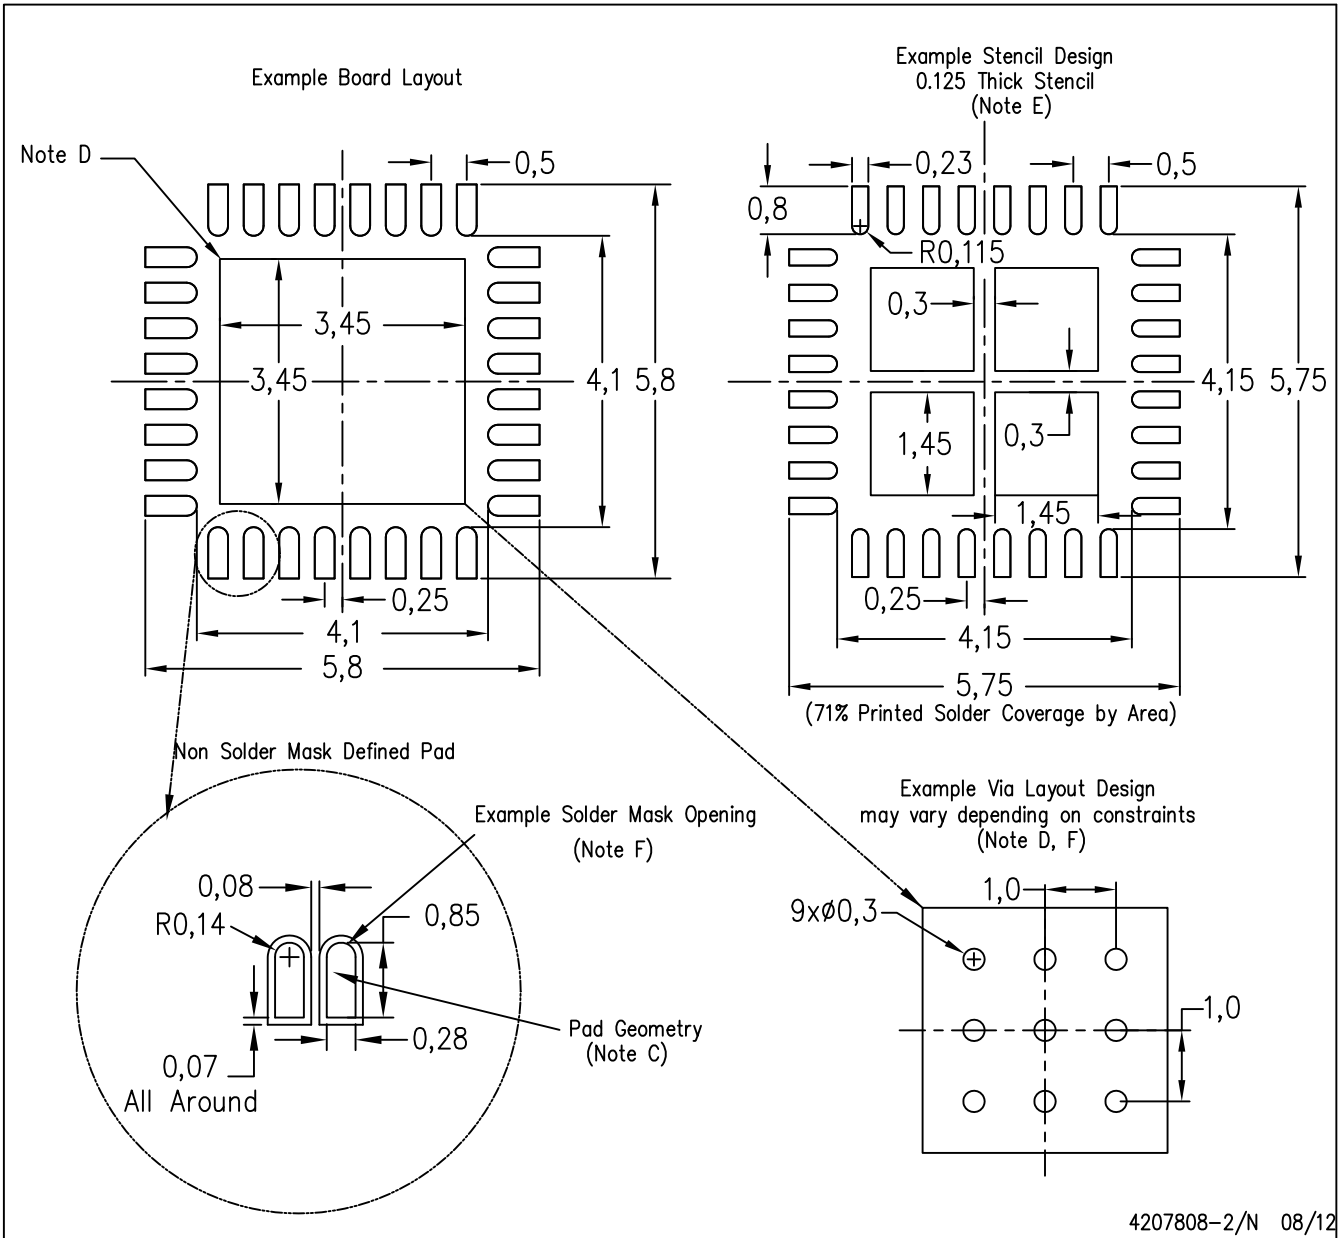 Example Board Layout
Note D
0,5
3,45
3,45
4,1
5,8
0,25
4,1
5,8
Example Stencil Design
0.125 Thick Stencil
(Note E)
0,23
0,5
0,8
R0,115
0,3
4,15
5,75
1,45
0,3
1,45
0,25
4,15
5,75
(71% Printed Solder Coverage by Area)
Non Solder Mask Defined Pad
Example Solder Mask Opening
(Note F)
0,08
R0,14
0,85
Pad Geometry
(Note C)
0,28
0,07
All Around
Example Via Layout Design
may vary depending on constraints
(Note D, F)
1,0
9xø0,3
1,0
4207808-2/N 08/12